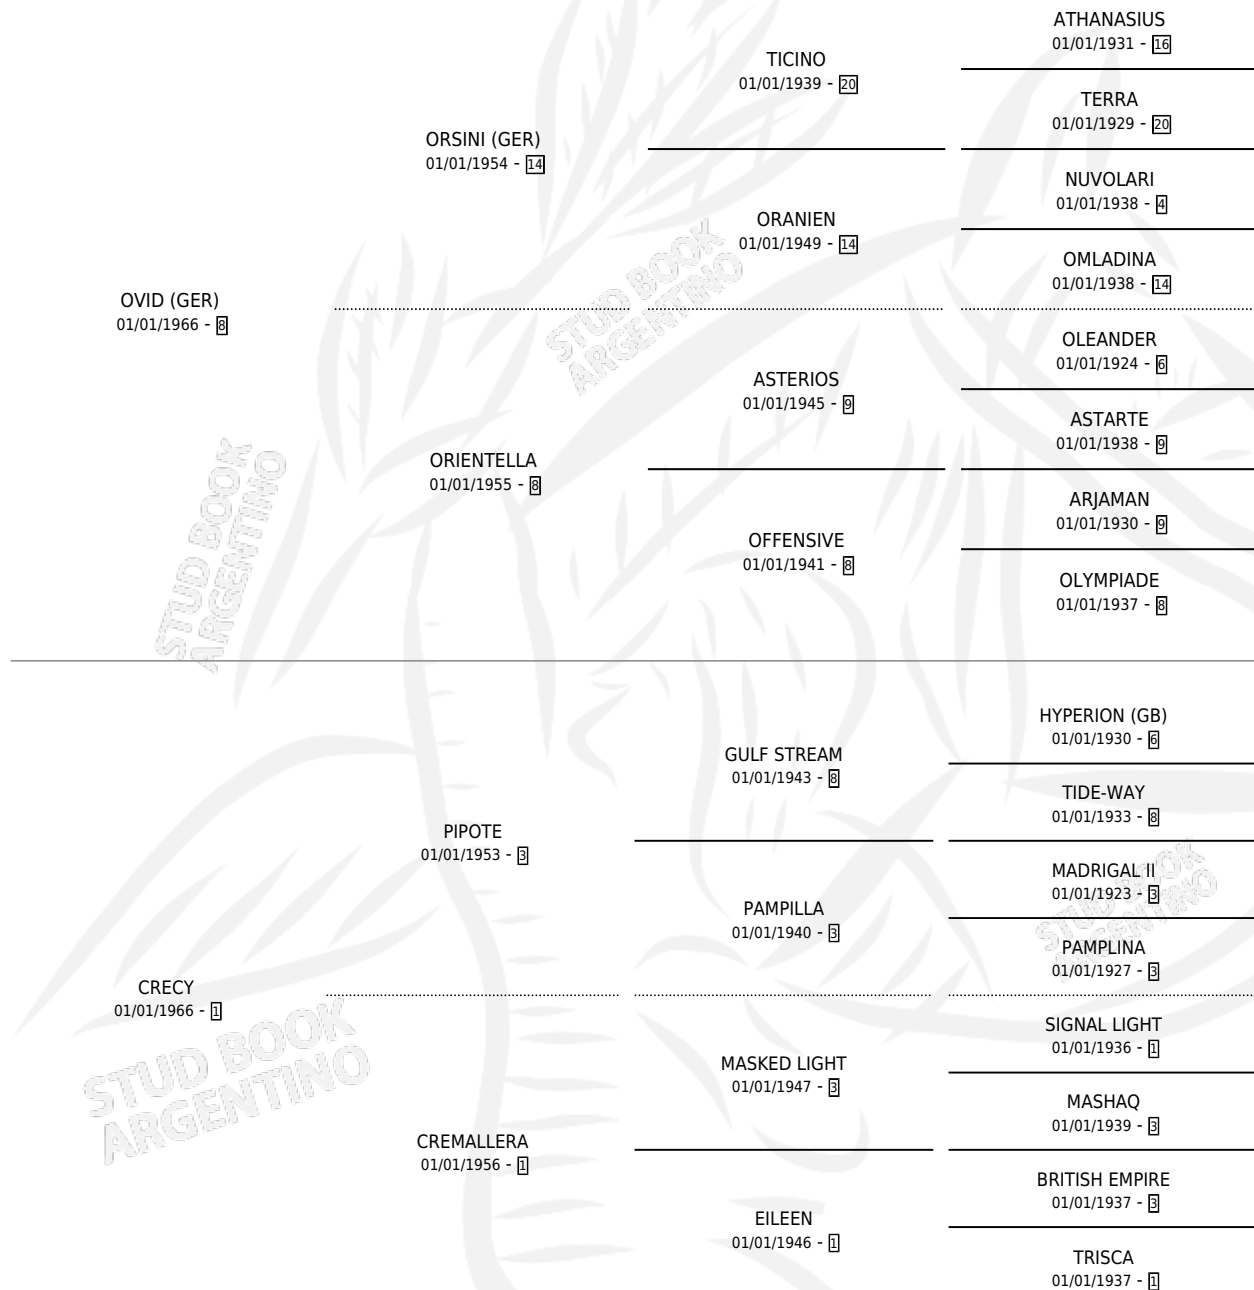 ATHANASIUS
01/01/1931 - 16
TICINO
01/01/1939 - 20
TERRA
01/01/1929 - 20
ORSINI (GER)
01/01/1954 - 14
NUVOLARI
01/01/1938 - 4
ORANIEN
01/01/1949 - 14
OMLADINA
01/01/1938 - 14
OVID (GER)
01/01/1966 - 8
OLEANDER
01/01/1924 - 6
ASTERIOS
01/01/1945 - 9
ASTARTE
01/01/1938 - 9
ORIENTELLA
01/01/1955 - 8
ARJAMAN
01/01/1930 - 9
OFFENSIVE
01/01/1941 - 8
OLYMPIADE
01/01/1937 - 8
STUD BOOK
ARGENTINO
STUD BOOK
ARGENTINO
HYPERION (GB)
01/01/1930 - 6
GULF STREAM
01/01/1943 - 8
TIDE-WAY
01/01/1933 - 8
PIPOTE
01/01/1953 - 3
MADRIGAL II
01/01/1923 - 3
PAMPILLA
01/01/1940 - 3
PAMPLINA
01/01/1927 - 3
STUD BOOK
ARGENTINO
CRECY
01/01/1966 - 1
SIGNAL LIGHT
01/01/1936 - 1
MASKED LIGHT
01/01/1947 - 3
MASHAQ
01/01/1939 - 3
CREMALLERA
01/01/1956 - 1
BRITISH EMPIRE
01/01/1937 - 3
EILEEN
01/01/1946 - 1
TRISCA
01/01/1937 - 1
STUD BOOK
ARGENTINO